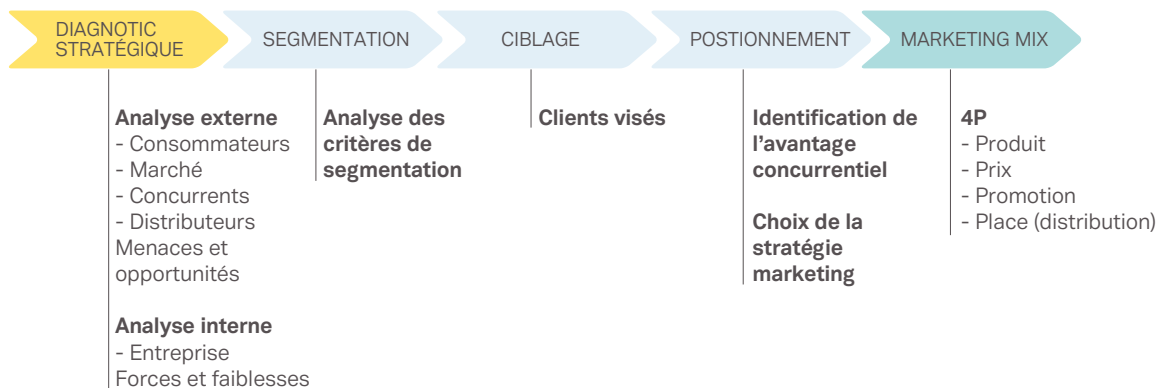 DIAGNOTIC
STRATÉGIQUE
SEGMENTATION
CIBLAGE
POSTIONNEMENT
MARKETING MIX
Analyse externe
- Consommateurs
- Marché
- Concurrents
- Distributeurs
Menaces et
opportunités
Analyse interne
- Entreprise
Forces et faiblesses
Analyse des
critères de
segmentation
Clients visés
Identification de
l’avantage
concurrentiel
Choix de la
stratégie
marketing
4P
- Produit
- Prix
- Promotion
- Place (distribution)